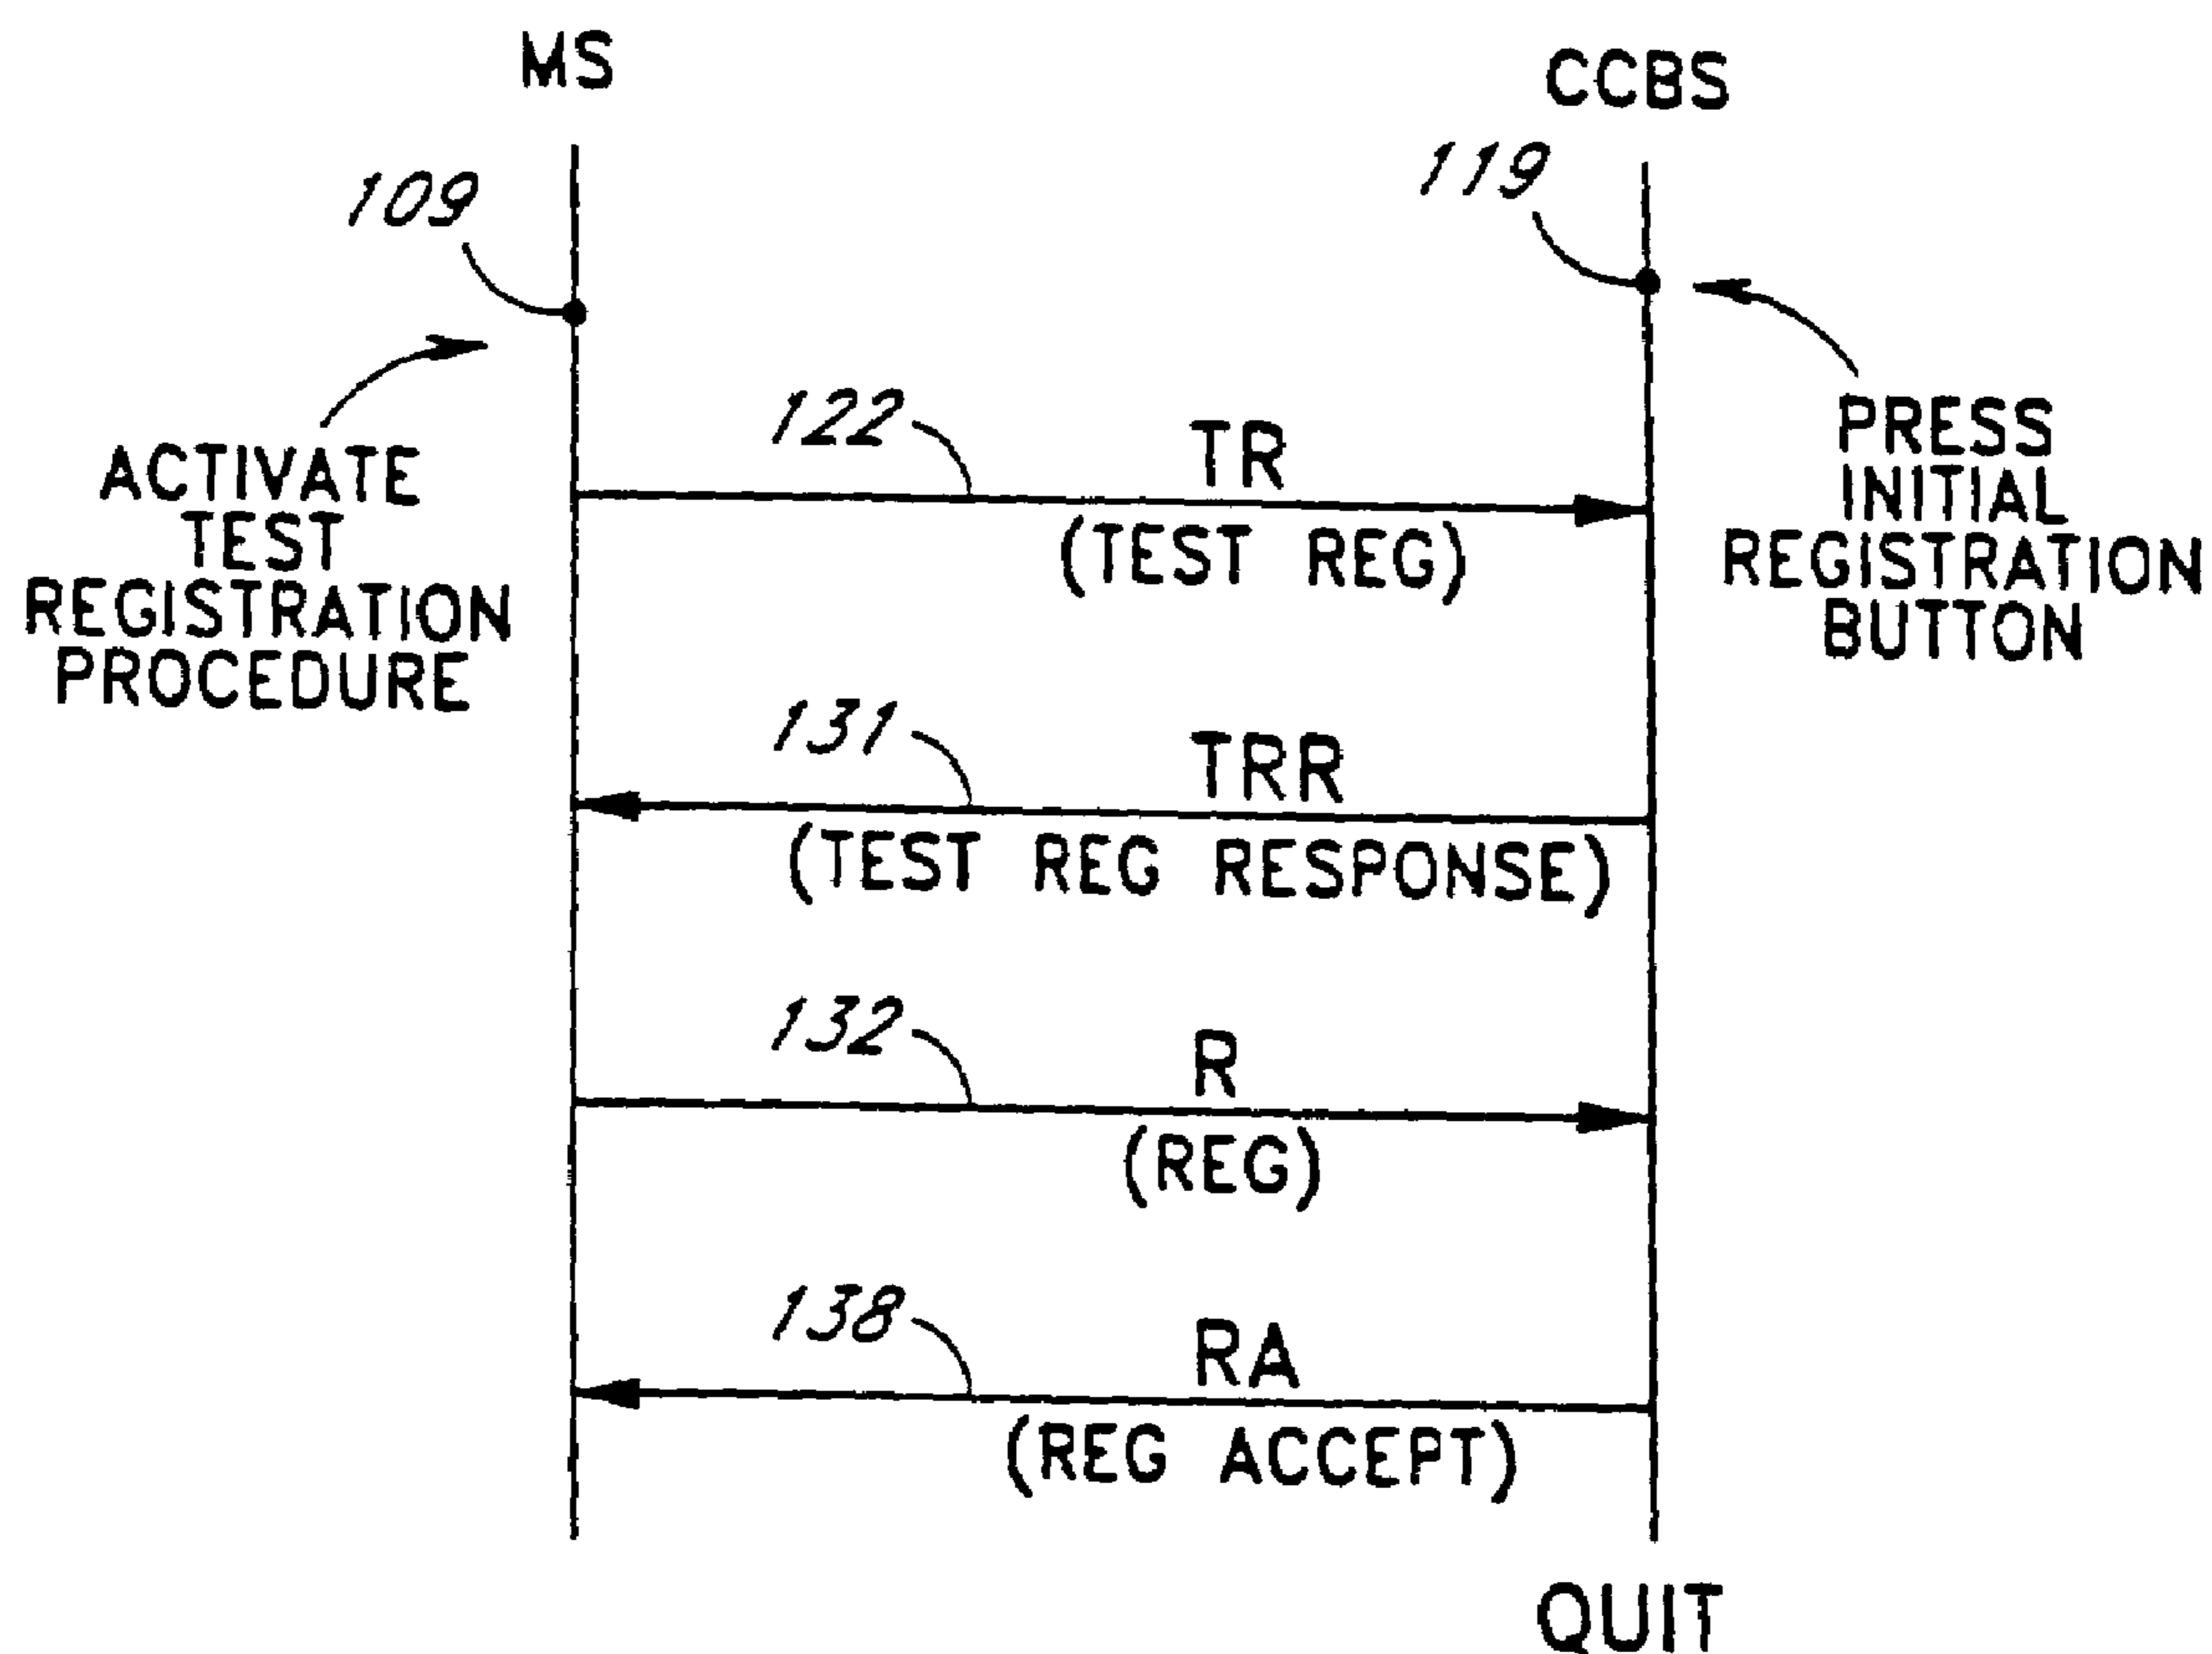 MS
CCBS
109
119
ACTIVATE
TEST
REGISTRATION
PROCEDURE
PRESS
INITIAL
REGISTRATION
BUTTON
122
TR
(TEST REG)
131
TRR
(TEST REG RESPONSE)
132
R
(REG)
138
RA
(REG ACCEPT)
QUIT